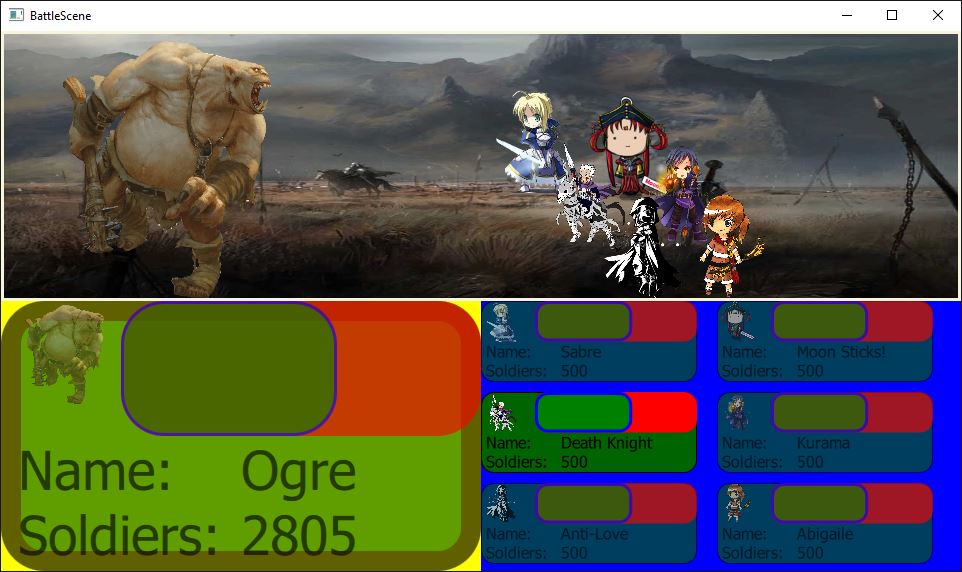 BattleScene
Name: Ogre
Soldiers: 2805
Name: Sabre
Soldiers: 500
Name: Moon Sticks!
Soldiers: 500
Name: Death Knight
Soldiers: 500
Name: Kurama
Soldiers: 500
Name: Anti-Love
Soldiers: 500
Name: Abigaile
Soldiers: 500